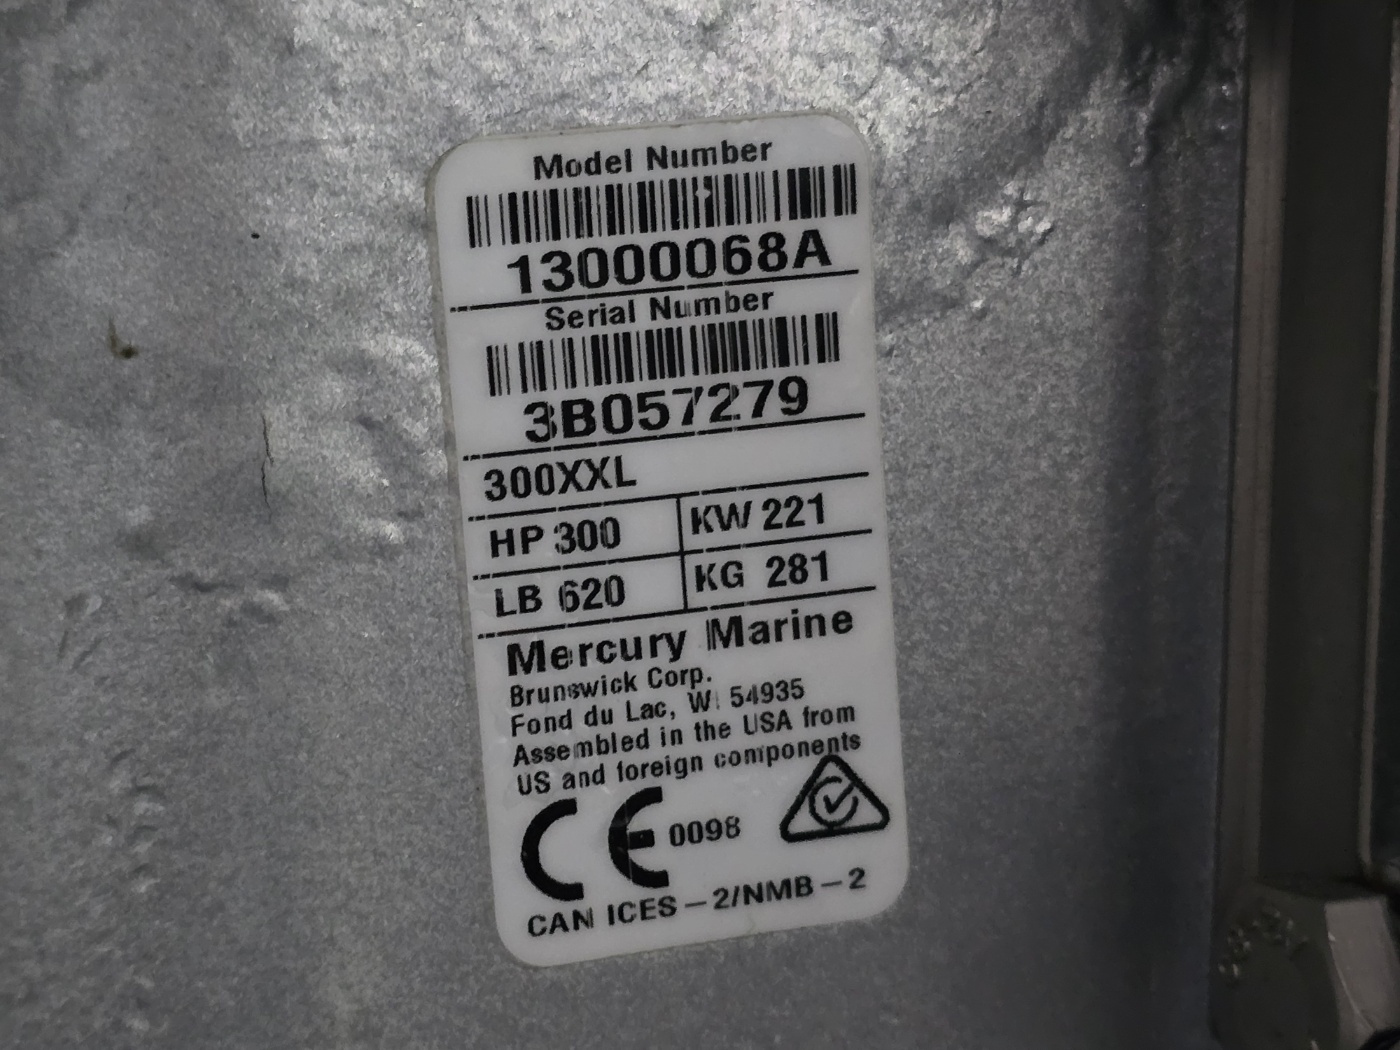 Model Number
13000068A
Serial Number
3B057279
300XXL
HP 300 KW 221
LB 620 KG 281
Mercury Marine
Brunswick Corp.
Fond du Lac, WI 54935
Assembled in the USA from
US and foreign components
CE 0098
CAN ICES – 2/NMB – 2